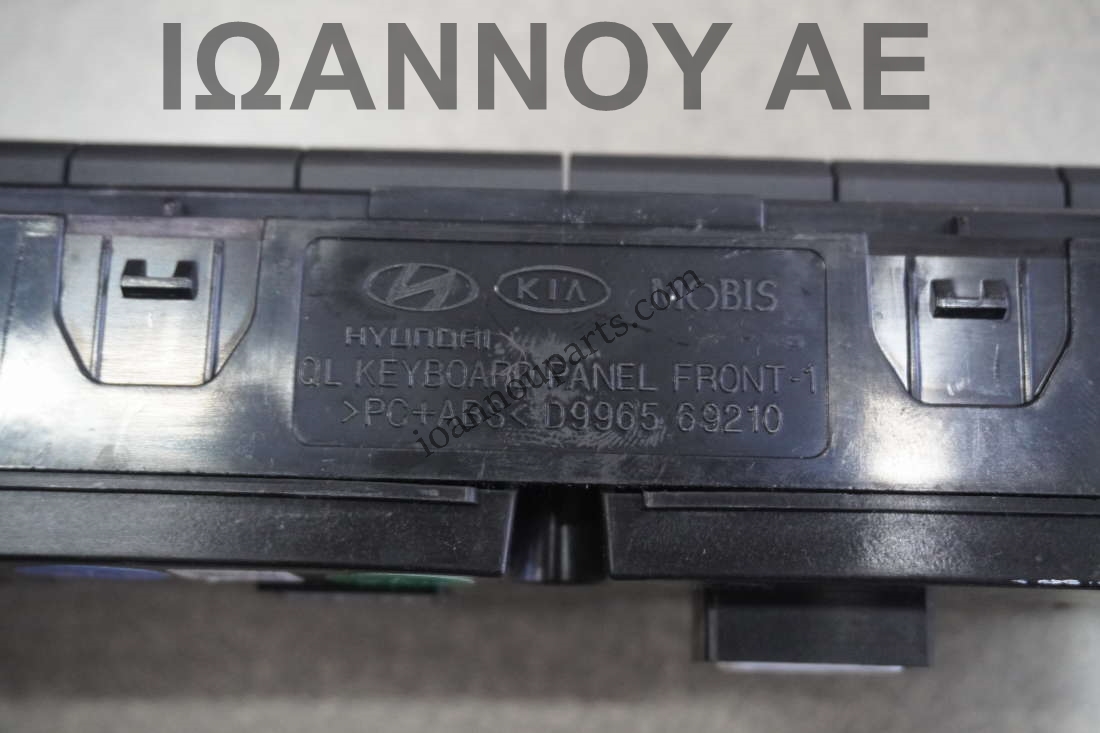 ΙΩΑΝΝΟΥ ΑΕ
KIA MOBIS
HYUNDAI
QL KEYBOARD PANEL FRONT-1
>PC+ABS< D9965 69210
ioannouparts.com